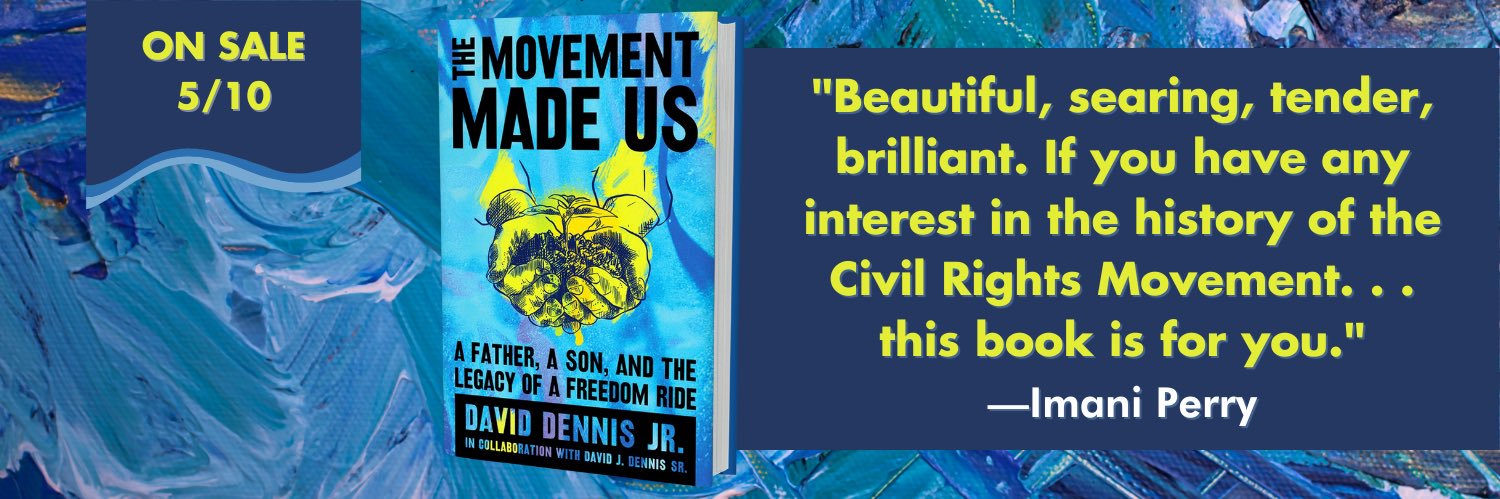 ON SALE
5/10
THE MOVEMENT
MADE US
A FATHER, A SON, AND THE
LEGACY OF A FREEDOM RIDE
DAVID DENNIS JR.
IN COLLABORATION WITH DAVID J. DENNIS SR.
"Beautiful, searing, tender,
brilliant. If you have any
interest in the history of the
Civil Rights Movement. . .
this book is for you."
—Imani Perry